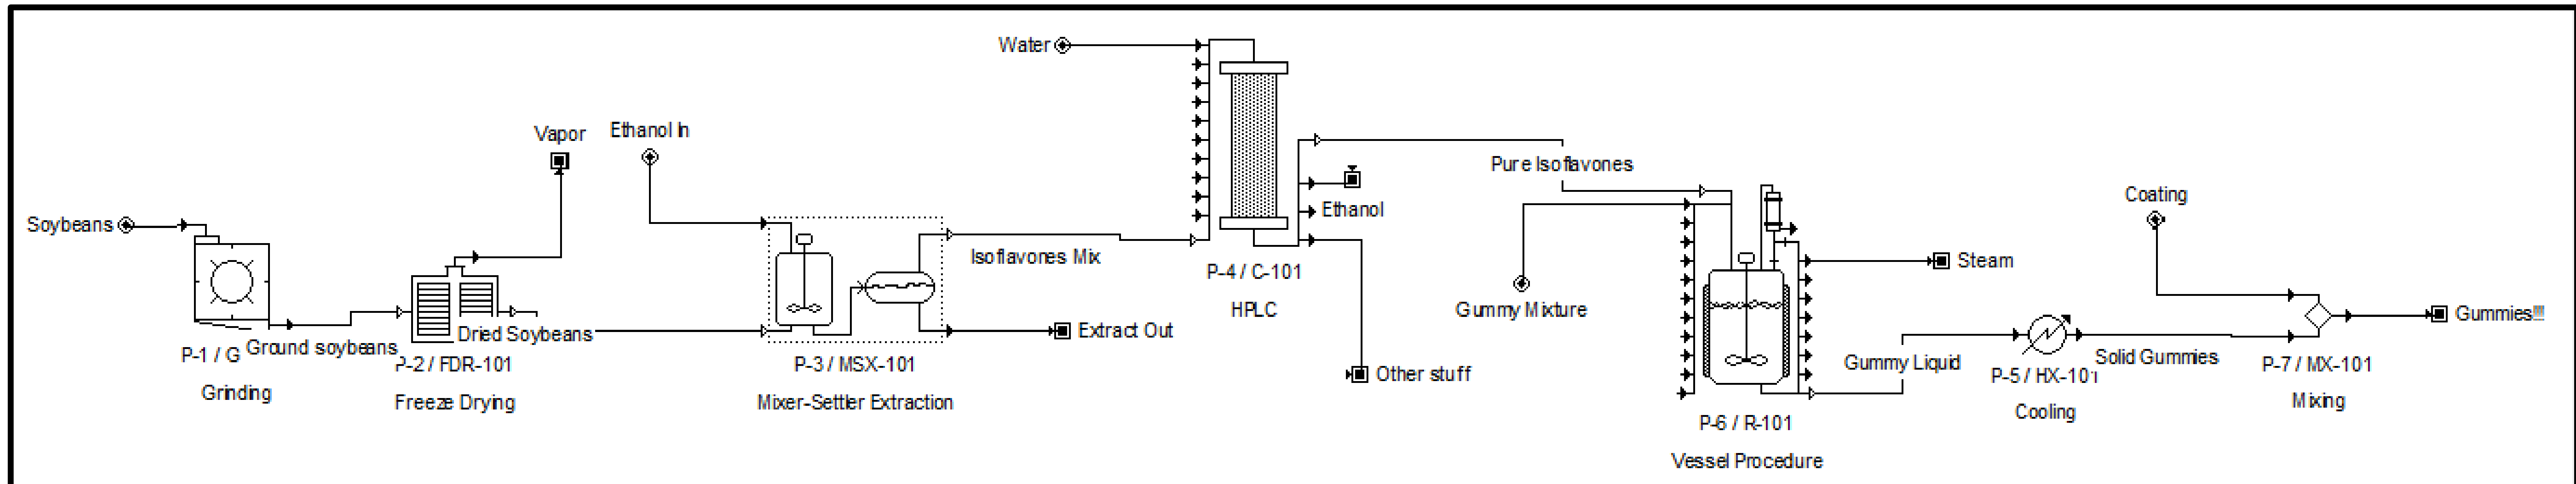 Soybeans
P-1 / G
Grinding
Ground soybeans
Vapor
P-2 / FDR-101
Freeze Drying
Dried Soybeans
Ethanol In
P-3 / MSX-101
Mixer-Settler Extraction
Isoflavones Mix
Extract Out
Water
P-4 / C-101
HPLC
Ethanol
Other stuff
Pure Isoflavones
Gummy Mixture
P-6 / R-101
Vessel Procedure
Steam
Gummy Liquid
P-5 / HX-101
Cooling
Solid Gummies
Coating
P-7 / MX-101
Mixing
Gummies!!!